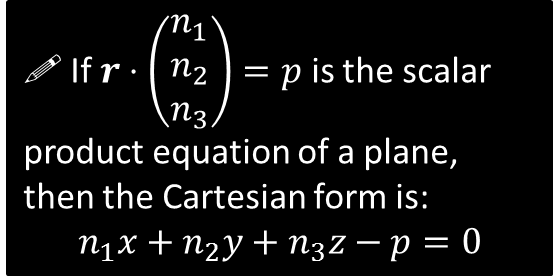 If r · (n₁ n₂ n₃) = p is the scalar
product equation of a plane,
then the Cartesian form is:
n₁x + n₂y + n₃z − p = 0